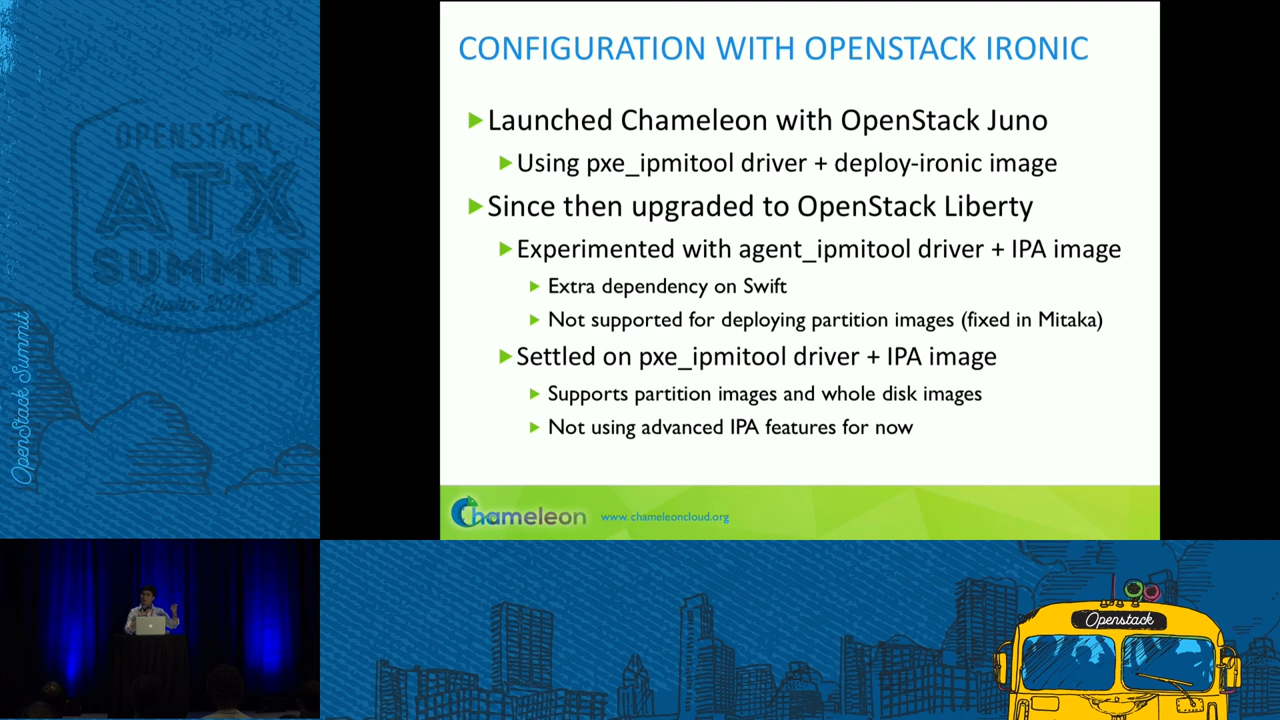 CONFIGURATION WITH OPENSTACK IRONIC
Launched Chameleon with OpenStack Juno
Using pxe_ipmitool driver + deploy-ironic image
Since then upgraded to OpenStack Liberty
Experimented with agent_ipmitool driver + IPA image
Extra dependency on Swift
Not supported for deploying partition images (fixed in Mitaka)
Settled on pxe_ipmitool driver + IPA image
Supports partition images and whole disk images
Not using advanced IPA features for now
Chameleon www.chameleoncloud.org
OPENSTACK
ATX
SUMMIT
Austin 2016
OpenStack Summit
Openstack